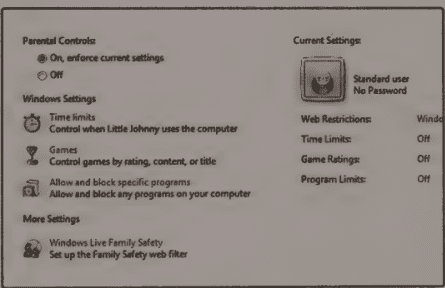 Parental Controls:
On, enforce current settings
Off
Windows Settings
Time limits
Control when Little Johnny uses the computer
Games
Control games by rating, content, or title
Allow and block specific programs
Allow and block any programs on your computer
More Settings
Windows Live Family Safety
Set up the Family Safety web filter
Current Settings:
Standard user
No Password
Web Restrictions: Windo
Time Limits: Off
Game Ratings: Off
Program Limits: Off